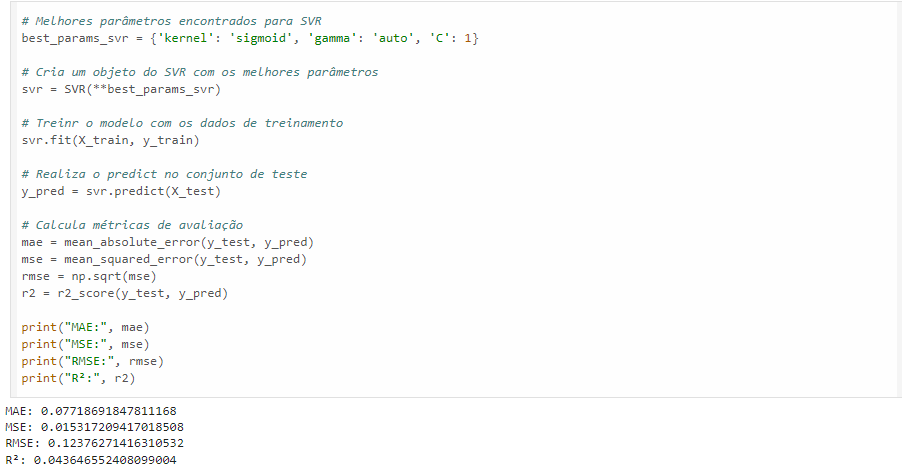 # Melhores parâmetros encontrados para SVR
best_params_svr = {'kernel': 'sigmoid', 'gamma': 'auto', 'C': 1}
# Cria um objeto do SVR com os melhores parâmetros
svr = SVR(**best_params_svr)
# Treinr o modelo com os dados de treinamento
svr.fit(X_train, y_train)
# Realiza o predict no conjunto de teste
y_pred = svr.predict(X_test)
# Calcula métricas de avaliação
mae = mean_absolute_error(y_test, y_pred)
mse = mean_squared_error(y_test, y_pred)
rmse = np.sqrt(mse)
r2 = r2_score(y_test, y_pred)
print("MAE:", mae)
print("MSE:", mse)
print("RMSE:", rmse)
print("R²:", r2)
MAE: 0.07718691847811168
MSE: 0.015317209417018508
RMSE: 0.12376271416310532
R²: 0.043646552408099004